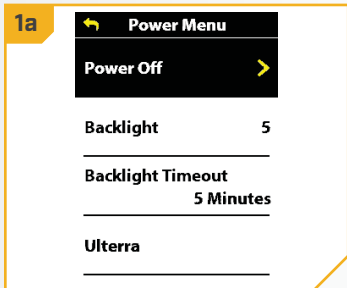 1a
Power Menu
Power Off
Backlight 5
Backlight Timeout
5 Minutes
Ulterra